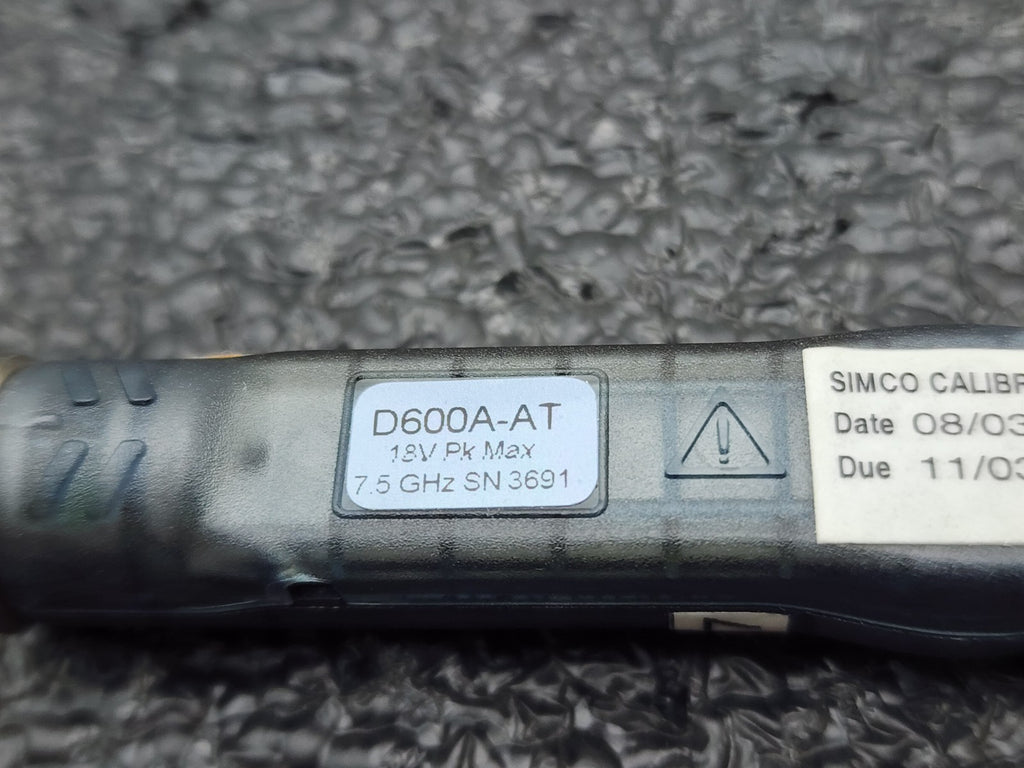 D600A-AT
18V Pk Max
7.5 GHz SN 3691
SIMCO CALIBR
Date 08/03
Due 11/03